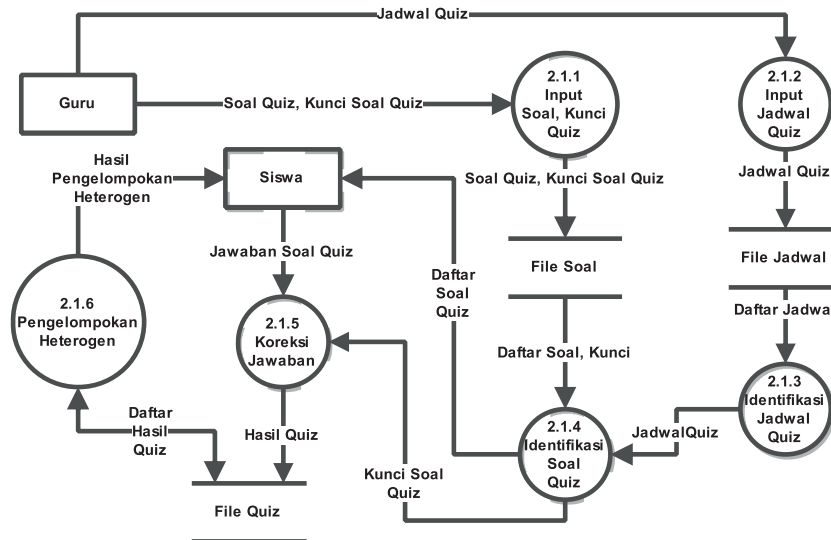 Jadwal Quiz
Guru
Soal Quiz, Kunci Soal Quiz
2.1.1
Input
Soal, Kunci
Quiz
2.1.2
Input
Jadwal
Quiz
Hasil
Pengelompokan
Heterogen
Siswa
Soal Quiz, Kunci Soal Quiz
Jadwal Quiz
Jawaban Soal Quiz
Daftar
Soal
Quiz
File Soal
File Jadwal
2.1.6
Pengelompokan
Heterogen
2.1.5
Koreksi
Jawaban
Daftar Soal, Kunci
Daftar Jadwa
2.1.3
Identifikasi
Jadwal
Quiz
Daftar
Hasil
Quiz
Hasil Quiz
2.1.4
Identifikasi
Soal
Quiz
JadwalQuiz
Kunci Soal
Quiz
File Quiz